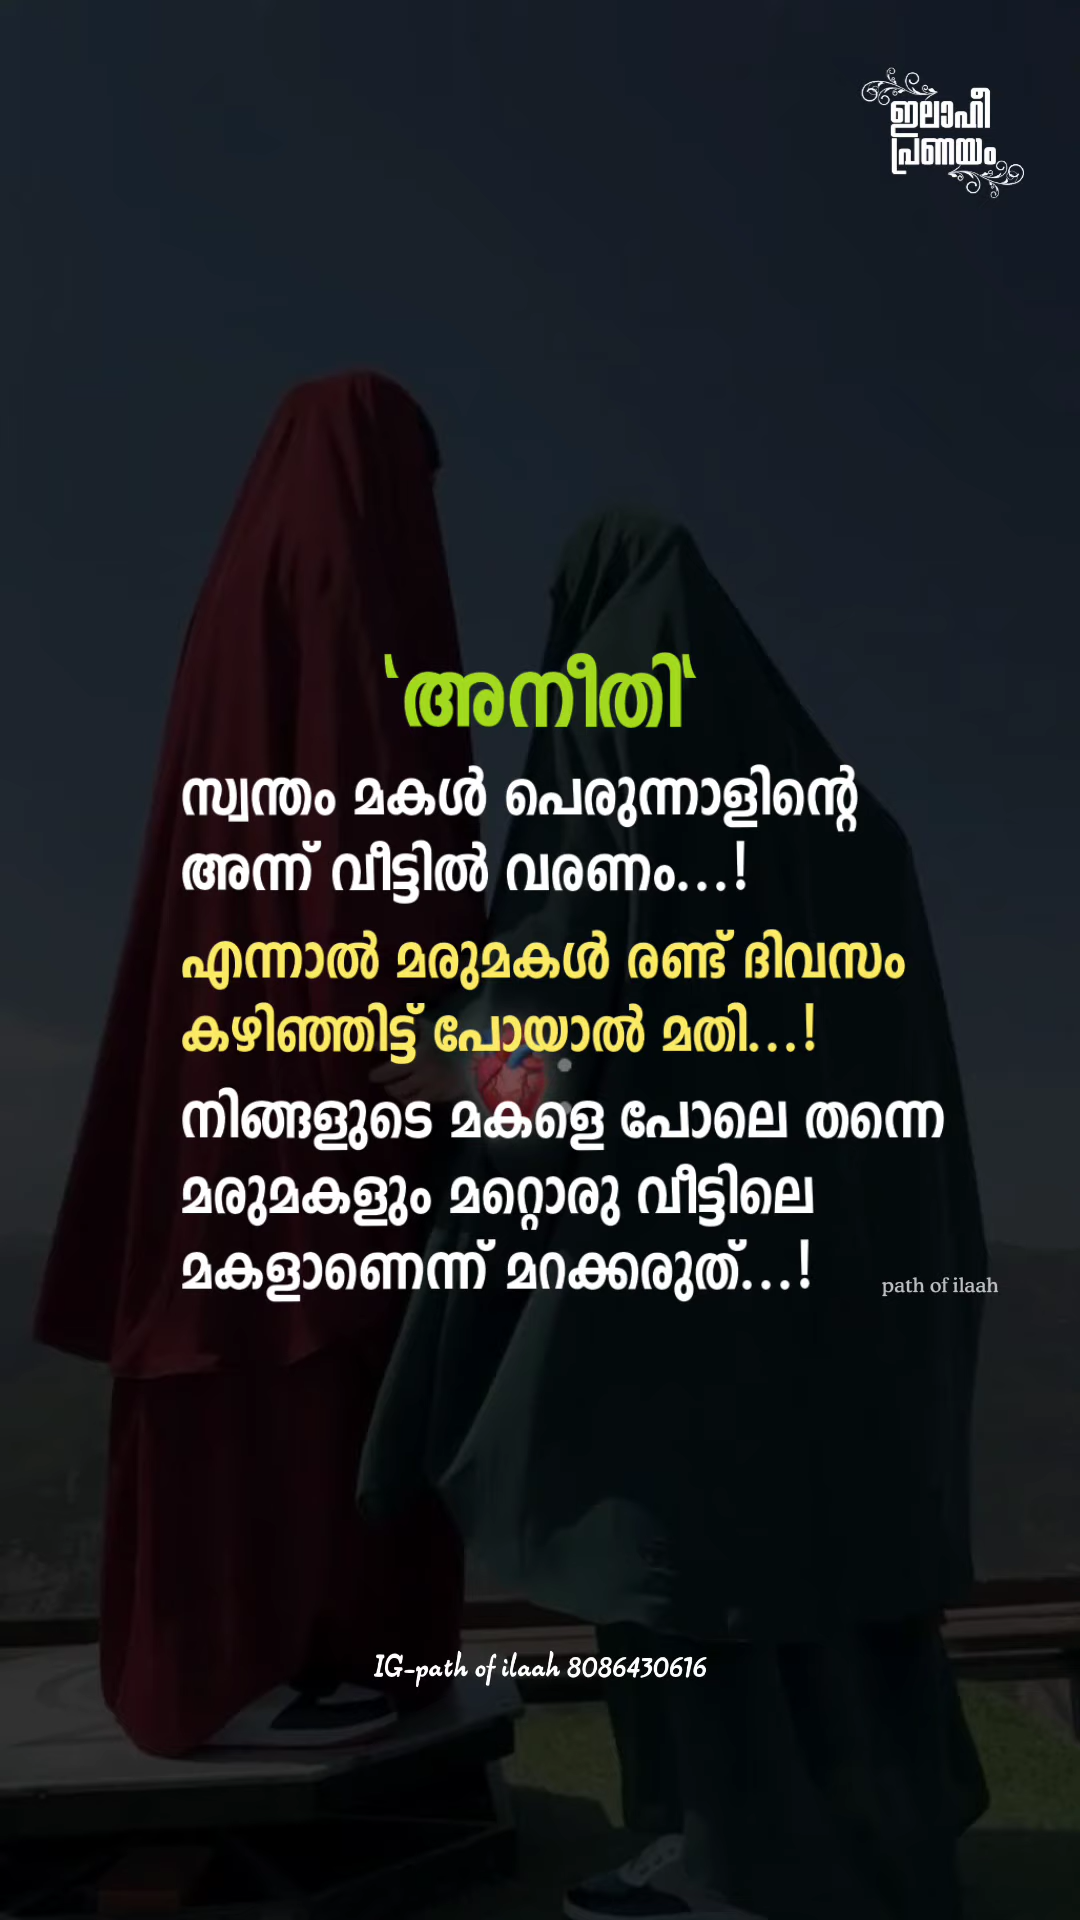 ഇലാഹീ
പ്രണയം
‘അനീതി‘
സ്വന്തം മകൾ പെരുന്നാളിന്റെ
അന്ന് വീട്ടിൽ വരണം...!
എന്നാൽ മരുമകൾ രണ്ട് ദിവസം
കഴിഞ്ഞിട്ട് പോയാൽ മതി...!
നിങ്ങളുടെ മകളെ പോലെ തന്നെ
മരുമകളും മറ്റൊരു വീട്ടിലെ
മകളാണെന്ന് മറക്കരുത്...!
path of ilaah
IG-path of ilaah 8086430616